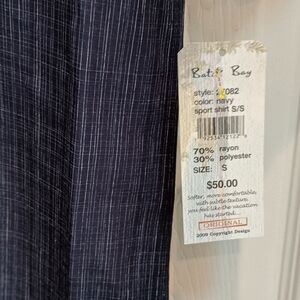 Bay
style:
color: navy
sport shirt S/S
70% rayon
30% polyester
SIZE: S
$50.00
Softer, more comfortable,
with subtle texture.
you feel like the vacation
has started...
ORIGINAL
2009 Copyright Design